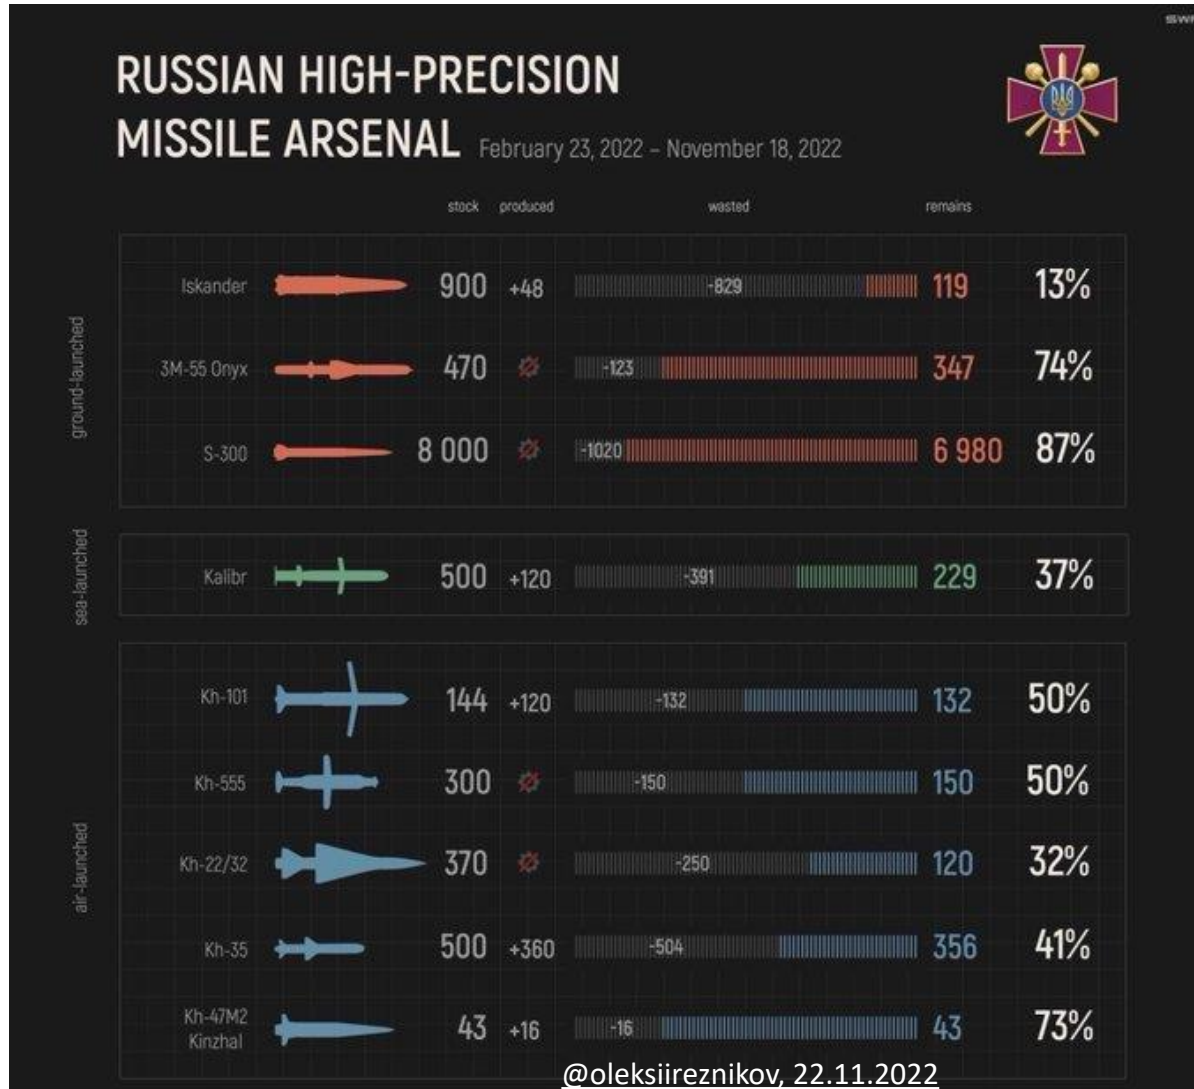 RUSSIAN HIGH-PRECISION
MISSILE ARSENAL February 23, 2022 – November 18, 2022
stock produced wasted remains
ground-launched
Iskander 900 +48 -829 119 13%
3M-55 Onyx 470 -123 347 74%
S-300 8 000 -1020 6 980 87%
sea-launched
Kalibr 500 +120 -391 229 37%
air-launched
Kh-101 144 +120 -132 132 50%
Kh-555 300 -150 150 50%
Kh-22/32 370 -250 120 32%
Kh-35 500 +360 -504 356 41%
Kh-47M2
Kinzhal 43 +16 -16 43 73%
@oleksiireznikov, 22.11.2022